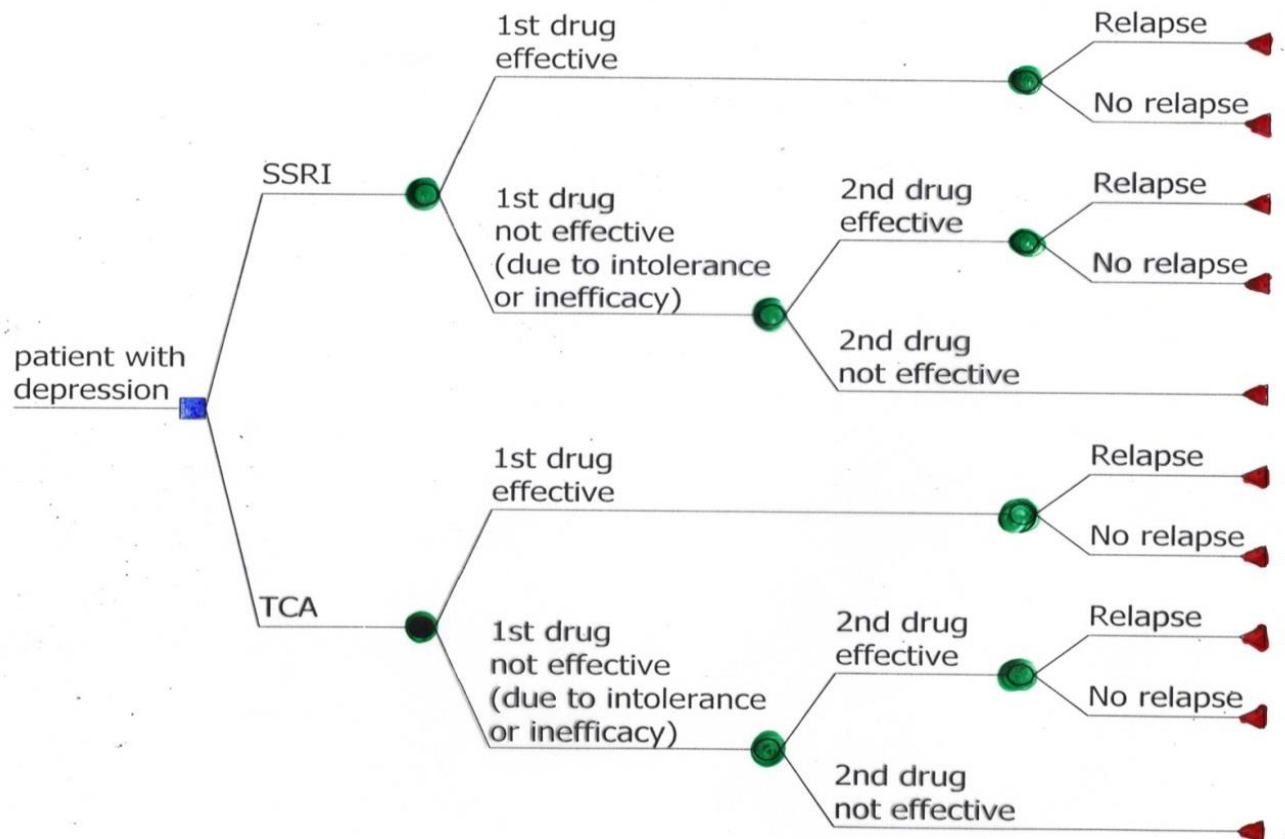 1st drug
effective
Relapse
No relapse
SSRI
1st drug
not effective
(due to intolerance
or inefficacy)
2nd drug
effective
Relapse
No relapse
2nd drug
not effective
patient with
depression
1st drug
effective
Relapse
No relapse
TCA
1st drug
not effective
(due to intolerance
or inefficacy)
2nd drug
effective
Relapse
No relapse
2nd drug
not effective